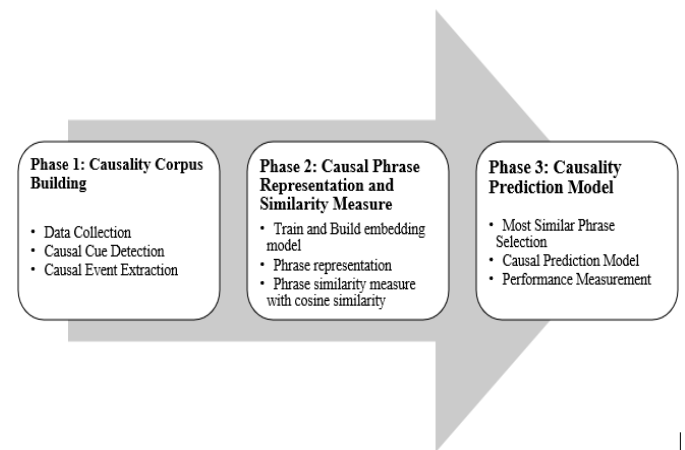 Phase 1: Causality Corpus
Building
• Data Collection
• Causal Cue Detection
• Causal Event Extraction
Phase 2: Causal Phrase
Representation and
Similarity Measure
• Train and Build embedding
model
• Phrase representation
• Phrase similarity measure
with cosine similarity
Phase 3: Causality
Prediction Model
• Most Similar Phrase
Selection
• Causal Prediction Model
• Performance Measurement